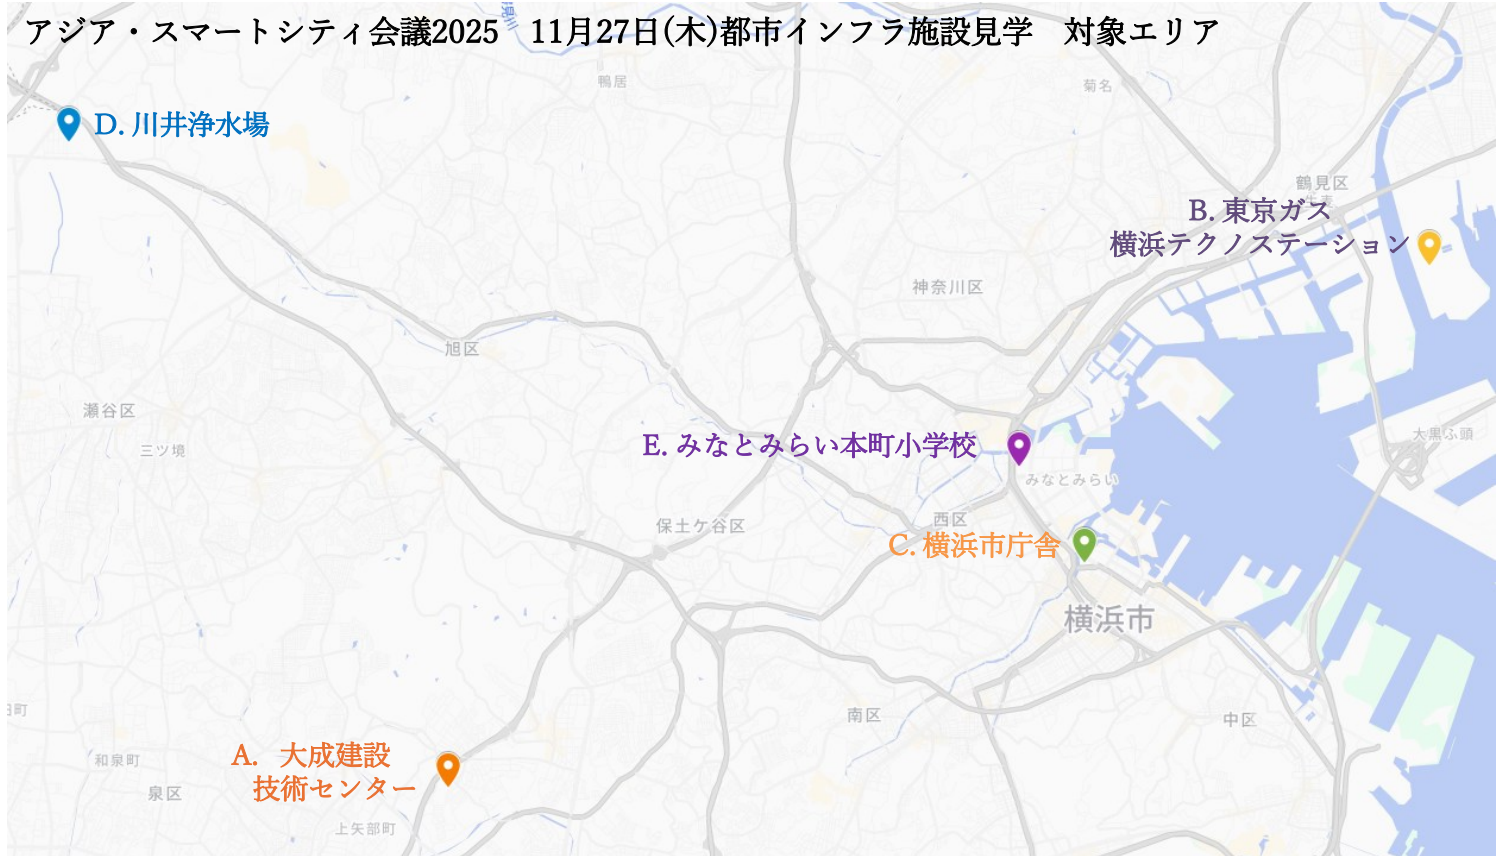 アジア・スマートシティ会議2025　11月27日(木)都市インフラ施設見学　対象エリア
鴨居
菊名
D. 川井浄水場
鶴見区
B. 東京ガス
横浜テクノステーション
神奈川区
旭区
瀬谷区
三ツ境
大黒ふ頭
E. みなとみらい本町小学校
みなとみらい
保土ケ谷区
西区
C. 横浜市庁舎
横浜市
南区
中区
A. 大成建設
技術センター
和泉町
泉区
上矢部町